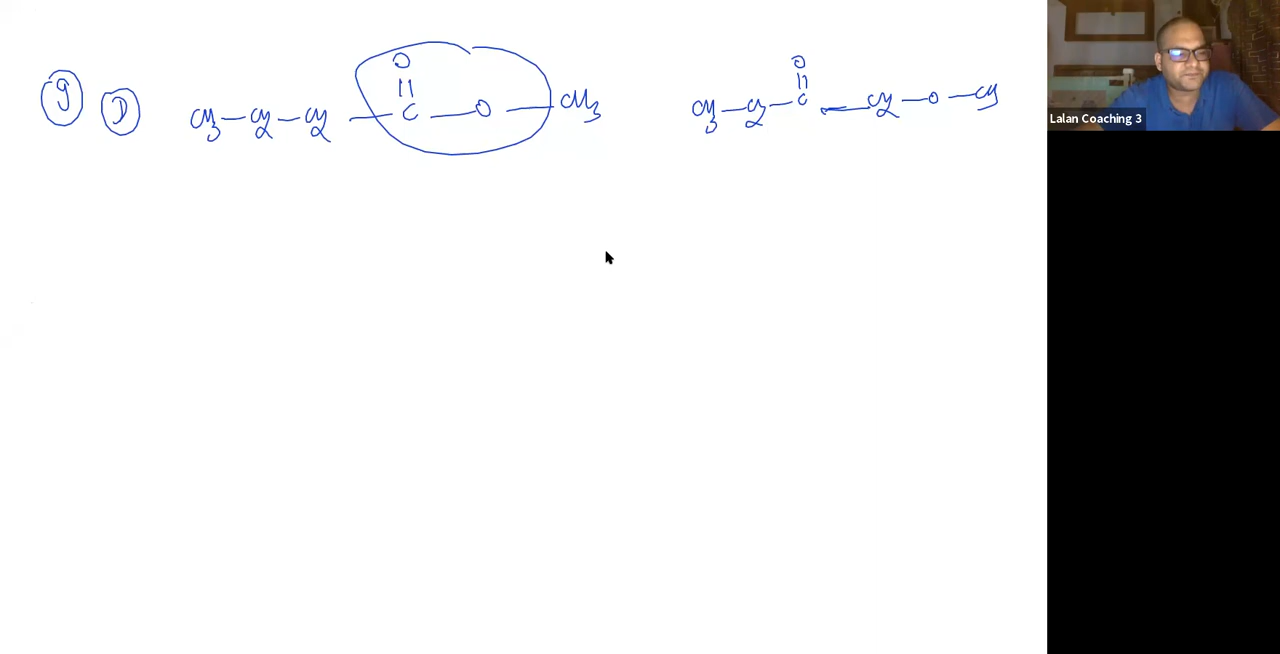 9 D CH3—CH2—CH2—C(=O)—O—CH3 CH3—CH2—C(=O)—CH2—O—CH3
Lalan Coaching 3